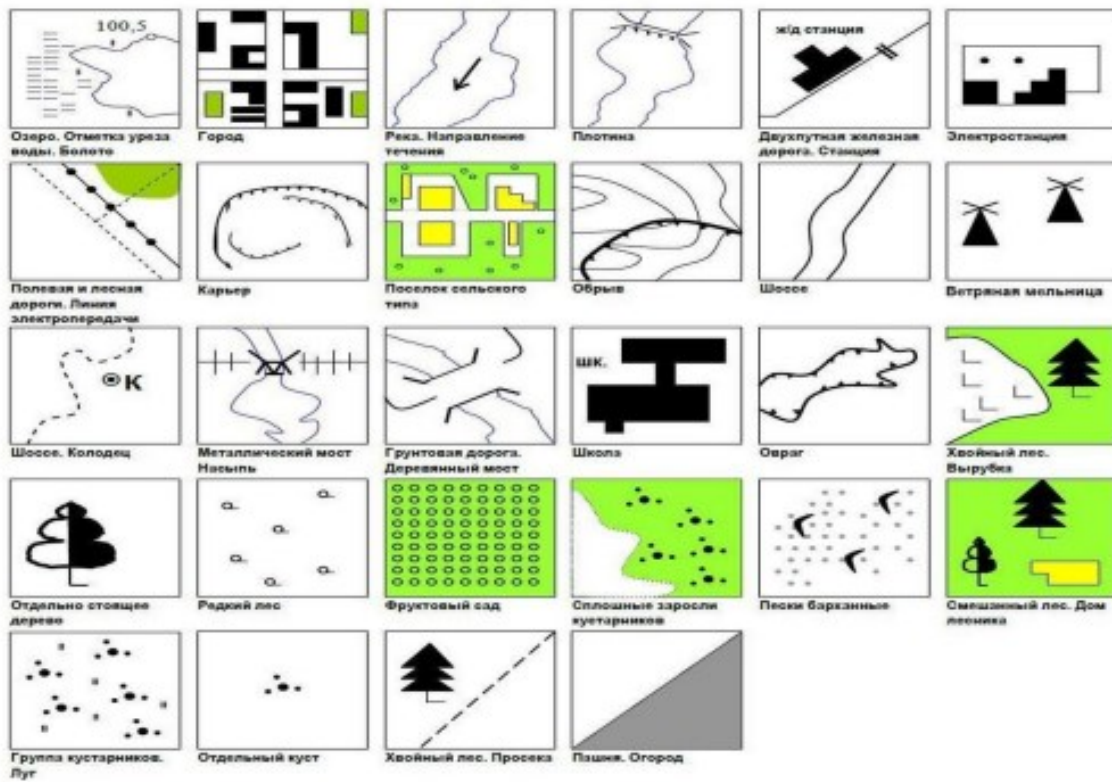 100,5
ж/д станция
Озеро. Отметка уреза
воды. Болото
Город
Река. Направление
течения
Плотина
Двухпутная железная
дорога. Станция
Электростанция
Полевая и лесная
дороги. Линия
электропередачи
Карьер
Поселок сельского
типа
Обрыв
Шоссе
Ветряная мельница
К
шк.
Шоссе. Колодец
Металлический мост
Насыпь
Грунтовая дорога.
Деревянный мост
Школа
Овраг
Хвойный лес.
Вырубка
Отдельно стоящее
дерево
Редкий лес
Фруктовый сад
Сплошные заросли
кустарников
Пески барханные
Смешанный лес. Дом
лесника
Группа кустарников.
Луг
Отдельный куст
Хвойный лес. Просека
Пашня. Огород